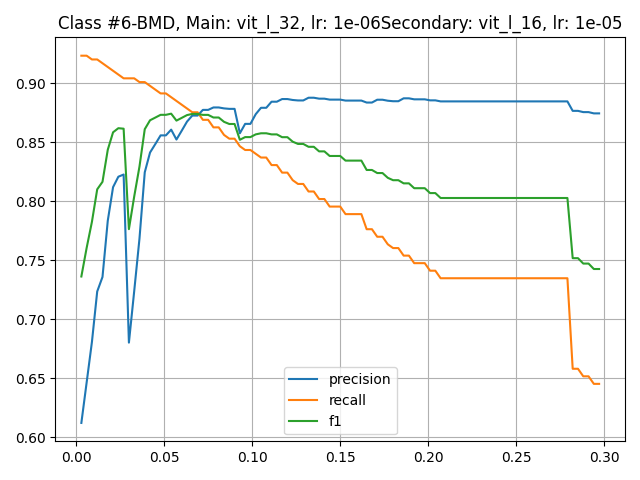 Class #6-BMD, Main: vit_l_32, lr: 1e-06Secondary: vit_l_16, lr: 1e-05
0.90
0.85
0.80
0.75
0.70
0.65
0.60
precision
recall
f1
0.00 0.05 0.10 0.15 0.20 0.25 0.30